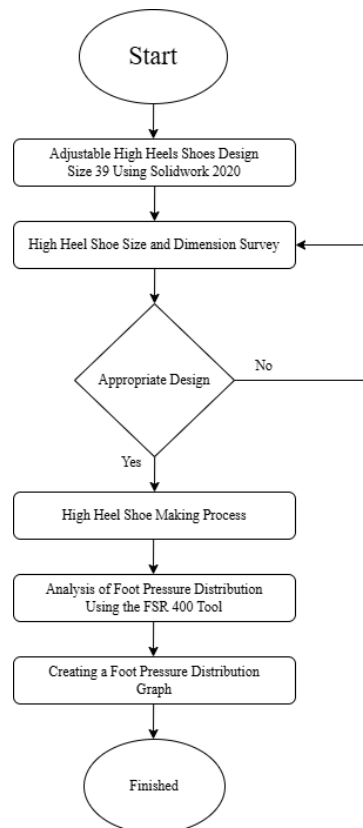 Start
Adjustable High Heels Shoes Design
Size 39 Using Solidwork 2020
High Heel Shoe Size and Dimension Survey
Appropriate Design
No
Yes
High Heel Shoe Making Process
Analysis of Foot Pressure Distribution
Using the FSR 400 Tool
Creating a Foot Pressure Distribution
Graph
Finished